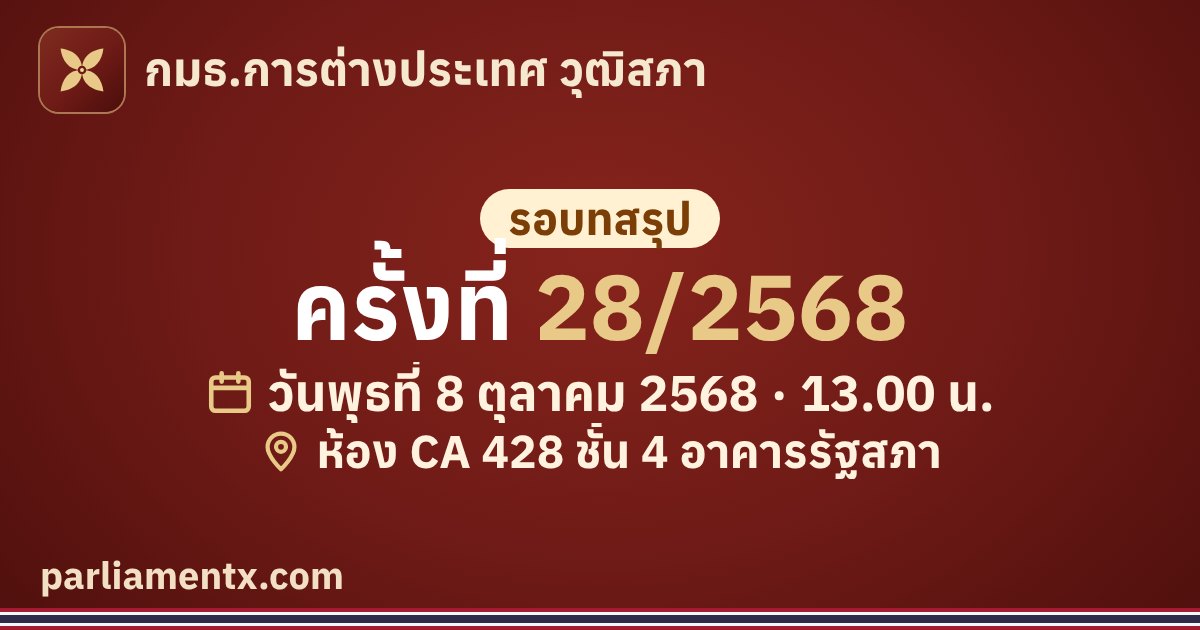 กมธ.การต่างประเทศ วุฒิสภา
รอบทสรุป
ครั้งที่ 28/2568
วันพุธที่ 8 ตุลาคม 2568 · 13.00 น.
ห้อง CA 428 ชั้น 4 อาคารรัฐสภา
parliamentx.com